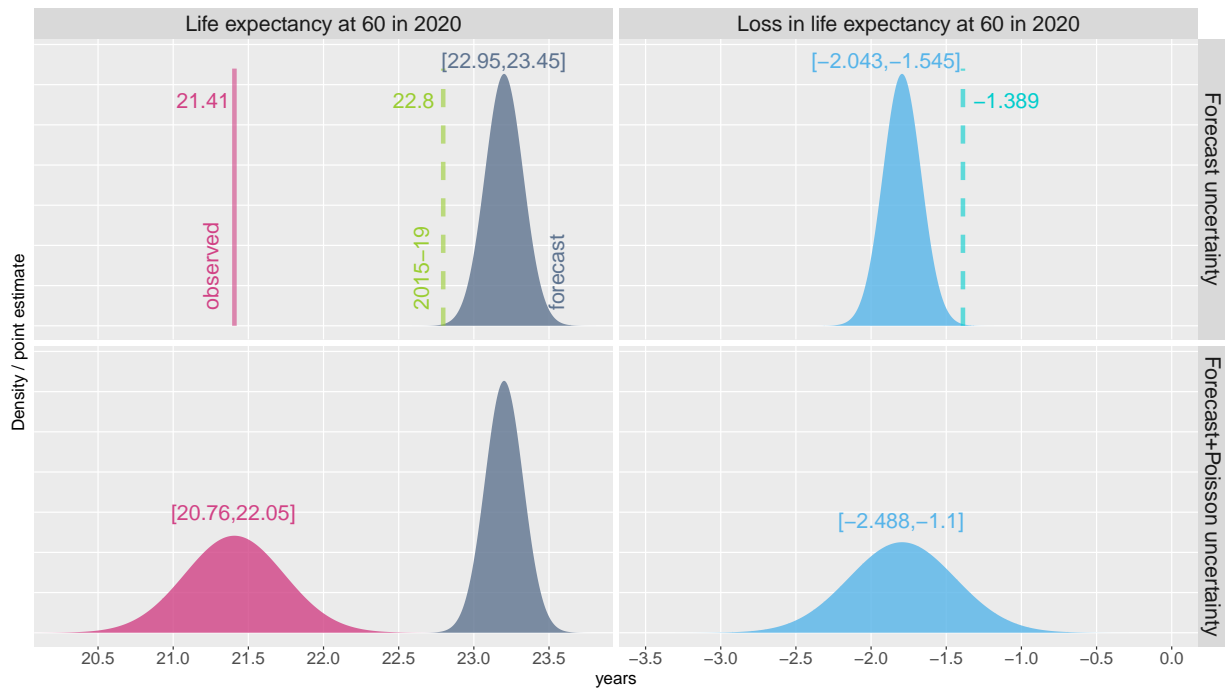 Life expectancy at 60 in 2020
Loss in life expectancy at 60 in 2020
[22.95,23.45]
[−2.043,−1.545]
21.41
22.8
−1.389
observed
2015−19
forecast
Forecast uncertainty
Density / point estimate
[20.76,22.05]
[−2.488,−1.1]
Forecast+Poisson uncertainty
20.5 21.0 21.5 22.0 22.5 23.0 23.5
−3.5 −3.0 −2.5 −2.0 −1.5 −1.0 −0.5 0.0
years